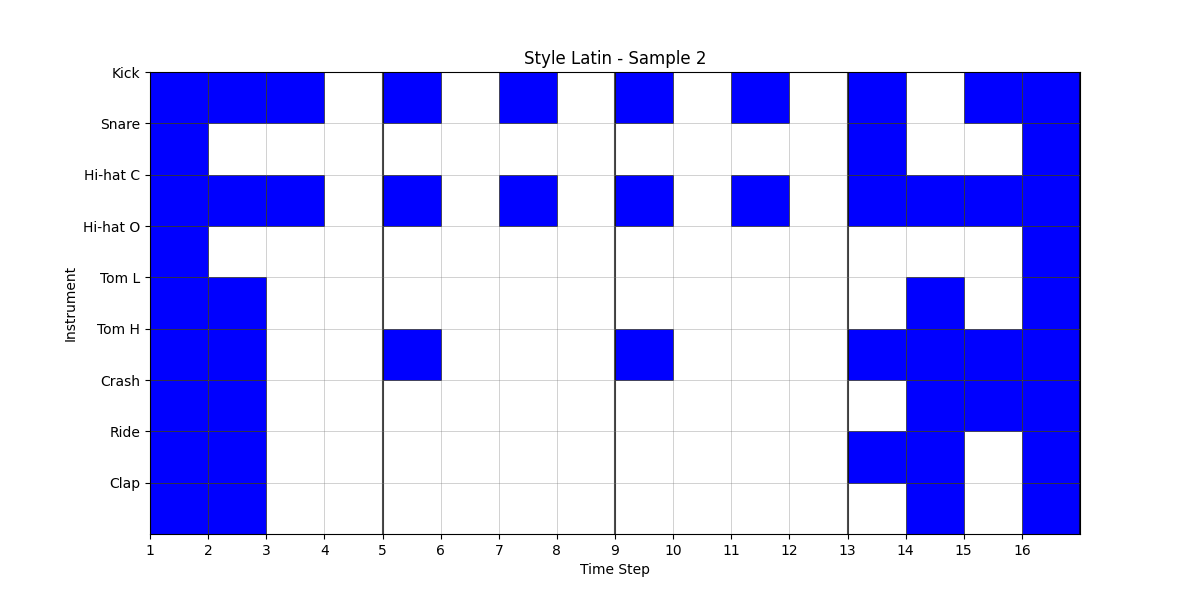 Style Latin - Sample 2
Kick
Snare
Hi-hat C
Hi-hat O
Tom L
Tom H
Crash
Ride
Clap
Instrument
1 2 3 4 5 6 7 8 9 10 11 12 13 14 15 16
Time Step